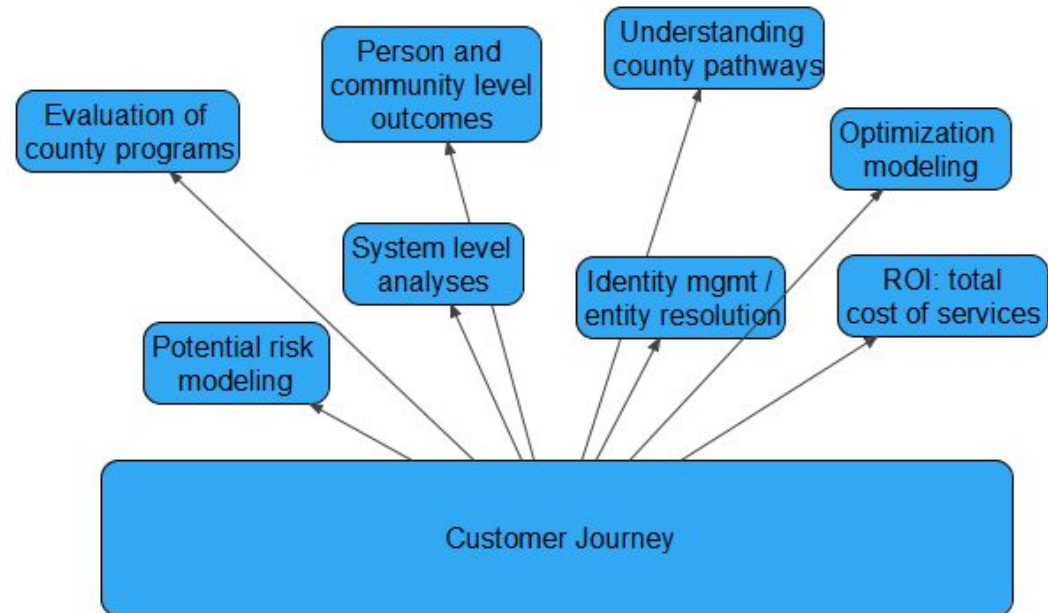 Understanding
county pathways
Person and
community level
outcomes
Evaluation of
county programs
Optimization
modeling
System level
analyses
Identity mgmt /
entity resolution
ROI: total
cost of services
Potential risk
modeling
Customer Journey